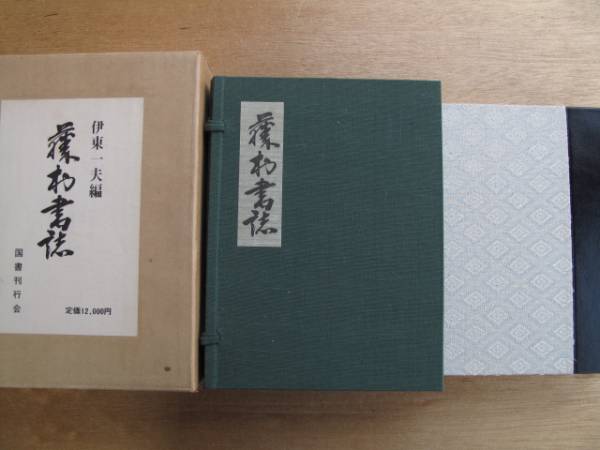 伊東一夫編
藤村書誌
国書刊行会
定価12,000円
藤村書誌